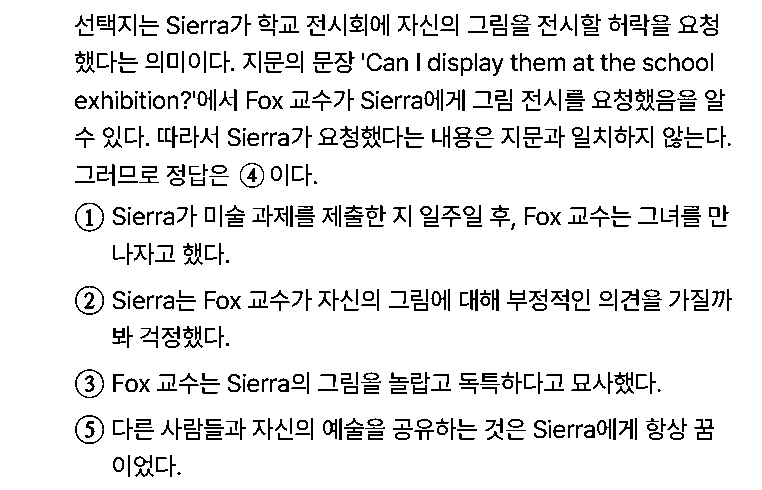 선택지는 Sierra가 학교 전시회에 자신의 그림을 전시할 허락을 요청
했다는 의미이다. 지문의 문장 'Can I display them at the school
exhibition?'에서 Fox 교수가 Sierra에게 그림 전시를 요청했음을 알
수 있다. 따라서 Sierra가 요청했다는 내용은 지문과 일치하지 않는다.
그러므로 정답은 ④이다.
① Sierra가 미술 과제를 제출한 지 일주일 후, Fox 교수는 그녀를 만
나자고 했다.
② Sierra는 Fox 교수가 자신의 그림에 대해 부정적인 의견을 가질까
봐 걱정했다.
③ Fox 교수는 Sierra의 그림을 놀랍고 독특하다고 묘사했다.
⑤ 다른 사람들과 자신의 예술을 공유하는 것은 Sierra에게 항상 꿈
이었다.